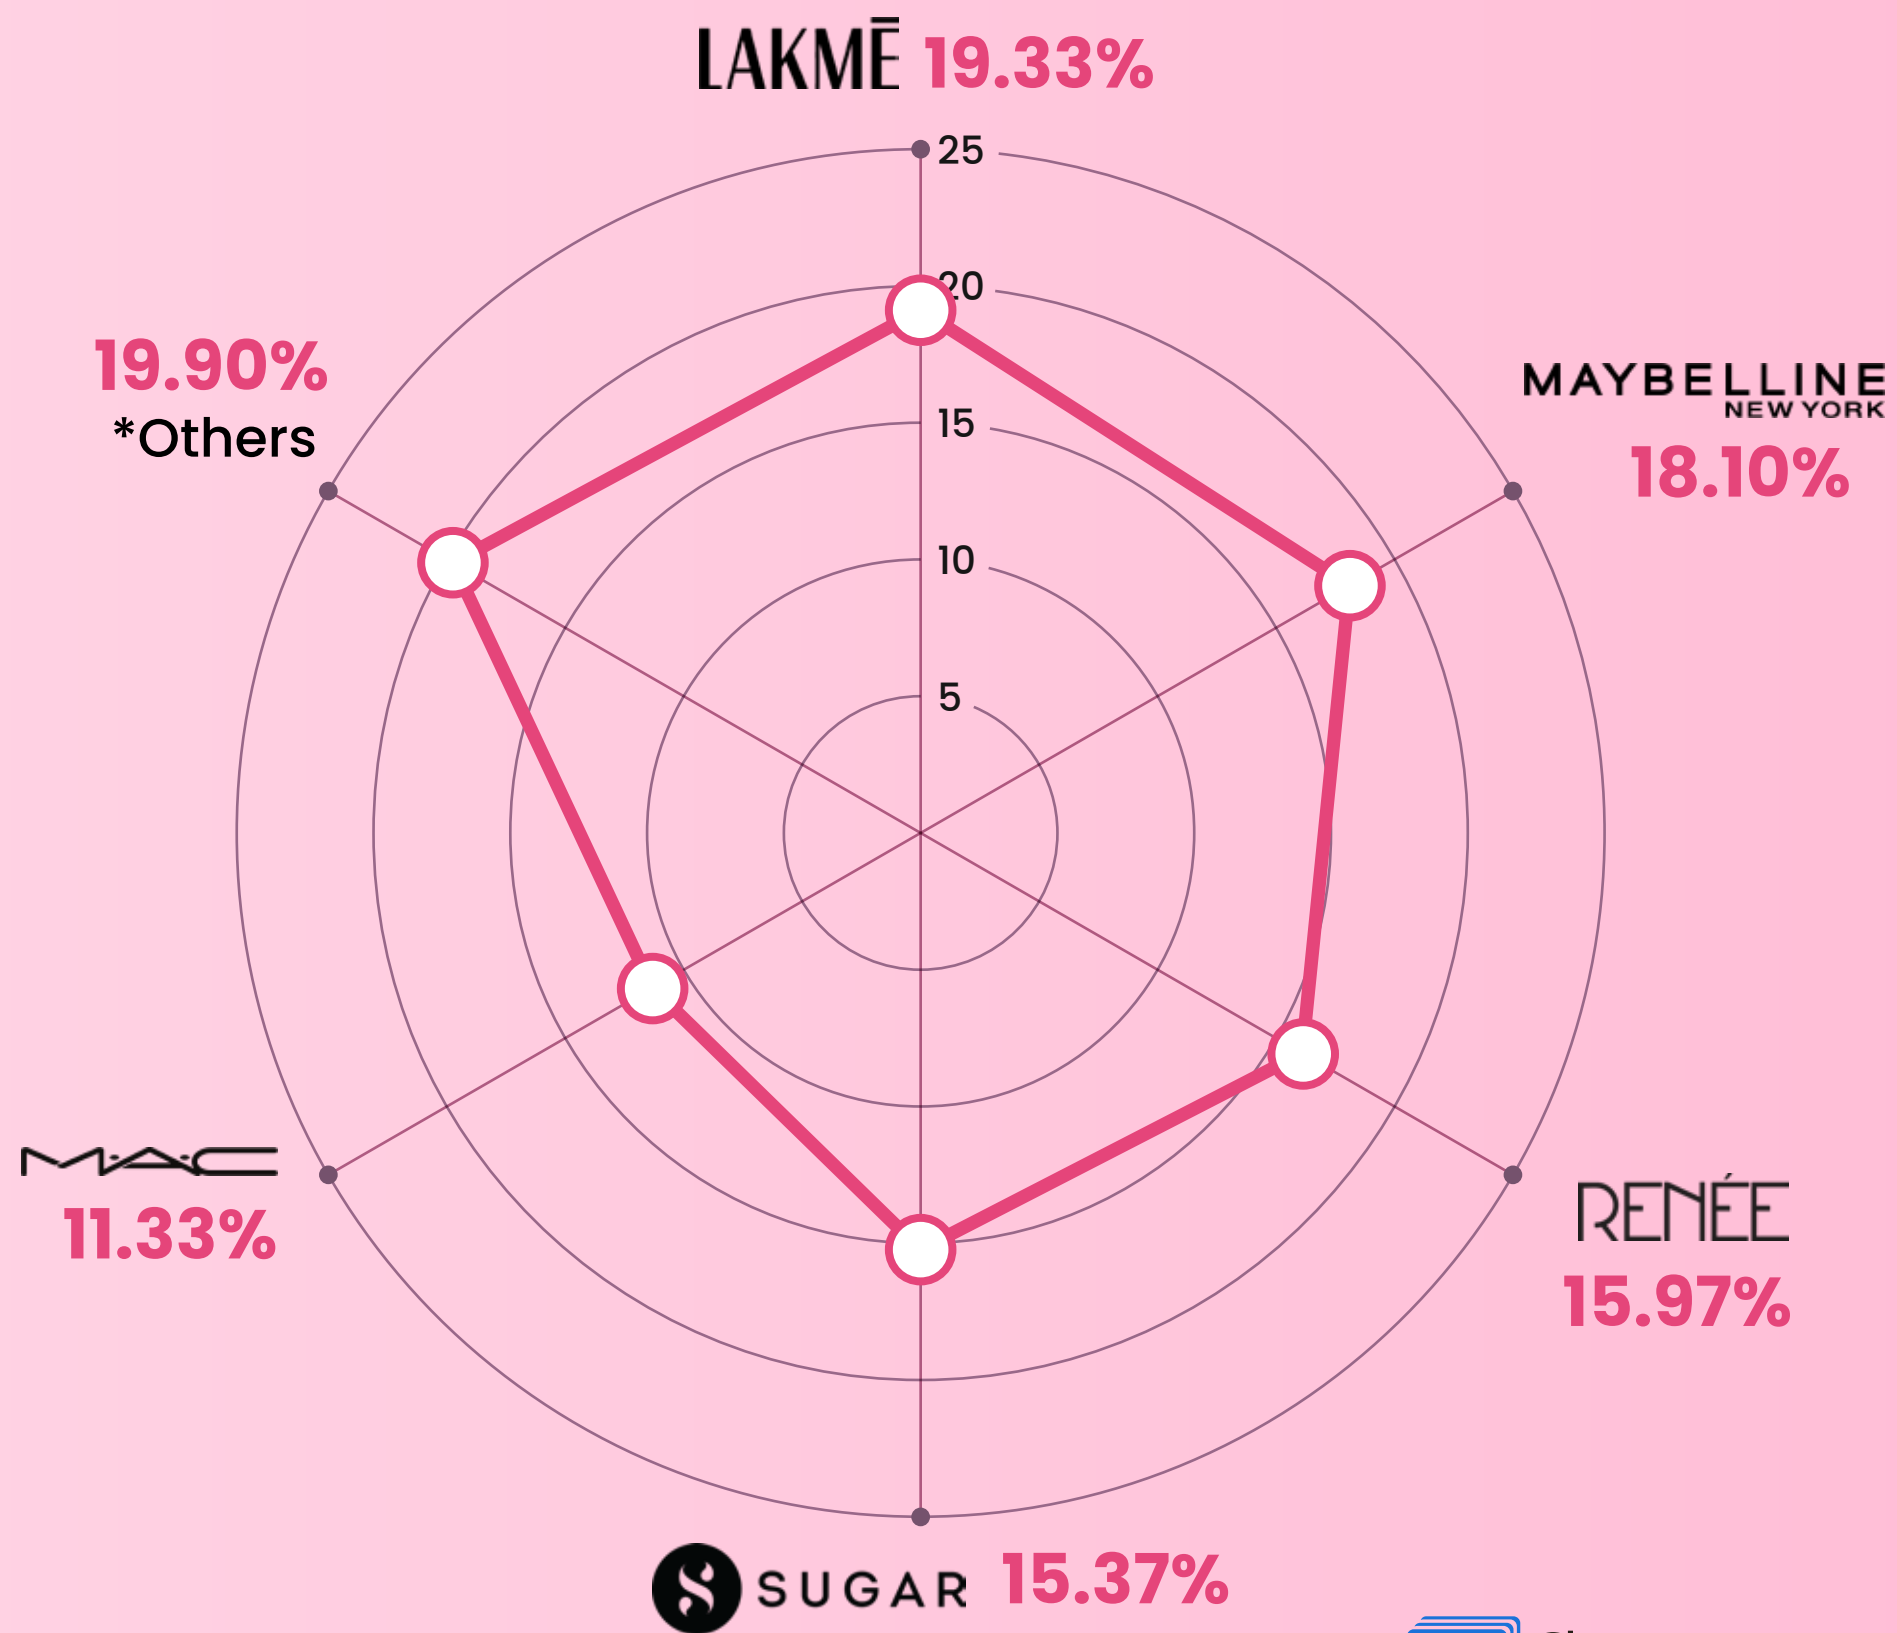 LAKMĒ 19.33%
25
20
15
10
5
MAYBELLINE
NEW YORK
18.10%
RENÉE
15.97%
SUGAR 15.37%
MAC
11.33%
19.90%
*Others